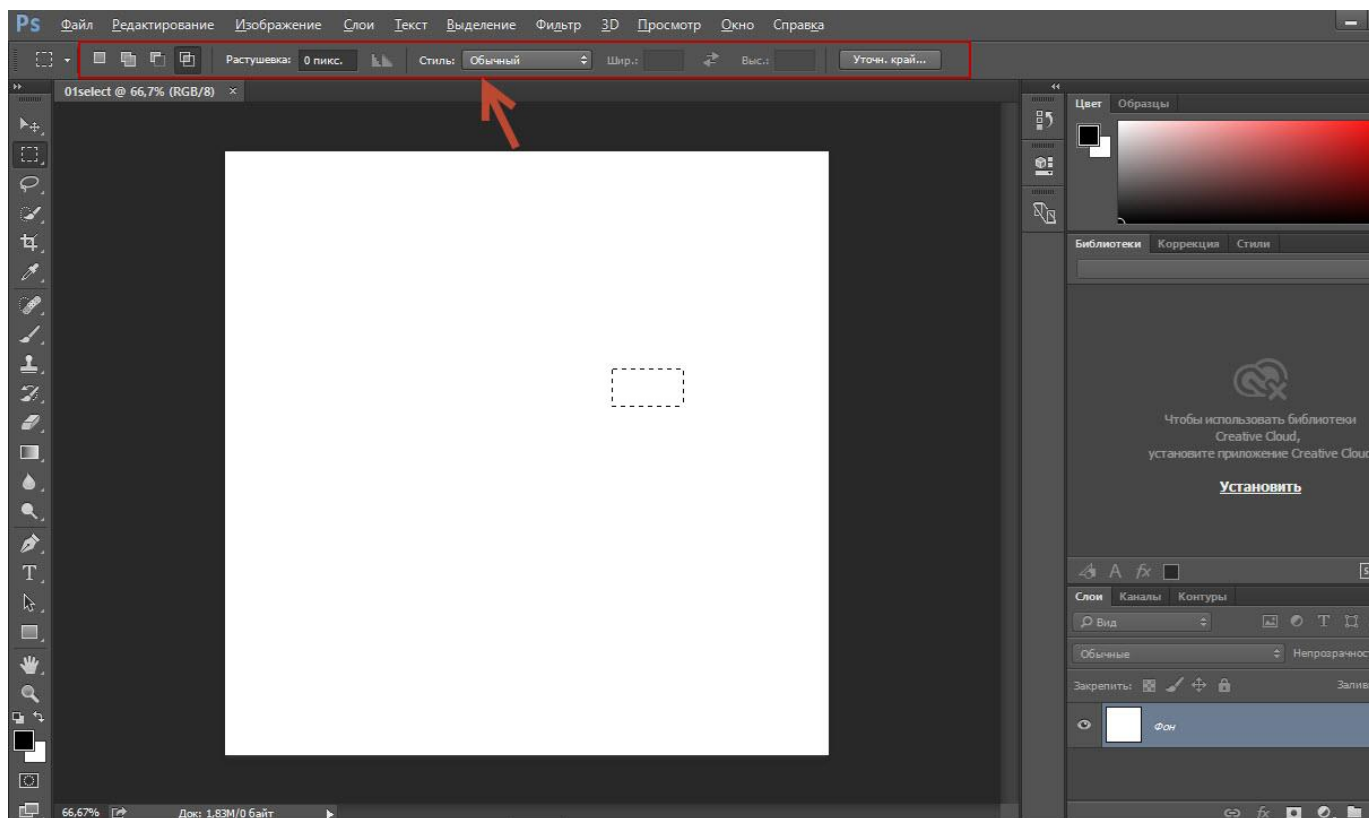 Ps Файл Редактирование Изображение Слои Текст Выделение Фильтр 3D Просмотр Окно Справка
Растушевка: 0 пикс. Стиль: Обычный Шир.: Выс.: Уточн. край...
01select @ 66,7% (RGB/8) ×
Цвет Образцы
Библиотеки Коррекция Стили
Чтобы использовать библиотеки
Creative Cloud,
установите приложение Creative Cloud
Установить
Слои Каналы Контуры
Вид
Обычные Непрозрачнос
Закрепить: Залив
Фон
66,67% Док: 1,83M/0 байт